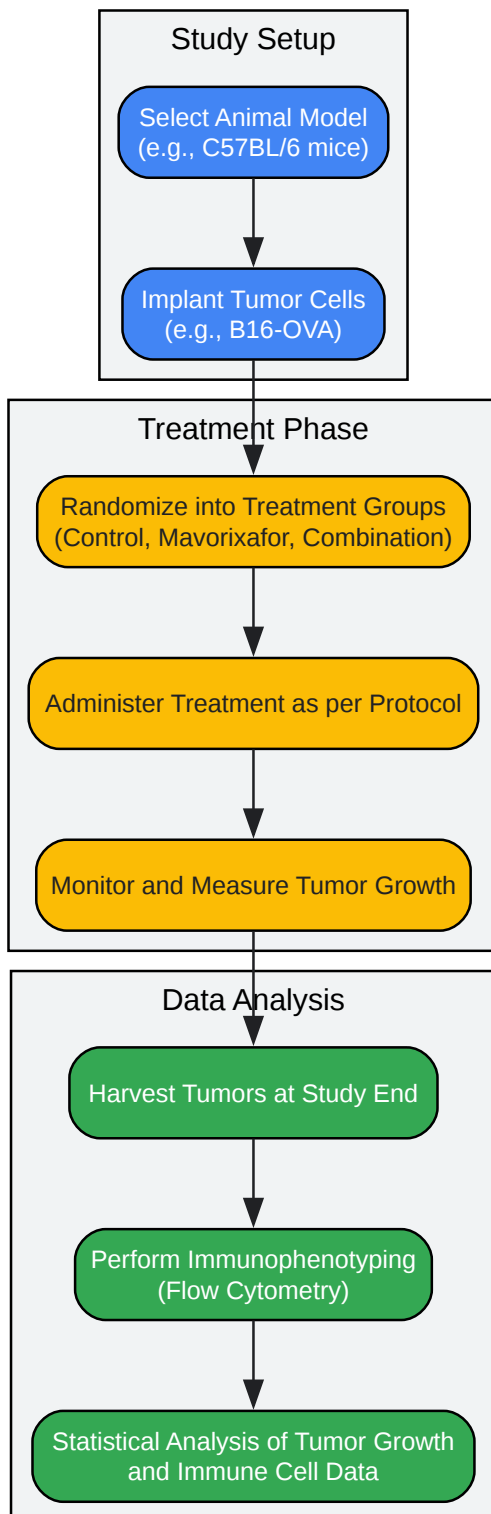 Study Setup
Select Animal Model
(e.g., C57BL/6 mice)
Implant Tumor Cells
(e.g., B16-OVA)
Treatment Phase
Randomize into Treatment Groups
(Control, Mavorixafor, Combination)
Administer Treatment as per Protocol
Monitor and Measure Tumor Growth
Data Analysis
Harvest Tumors at Study End
Perform Immunophenotyping
(Flow Cytometry)
Statistical Analysis of Tumor Growth
and Immune Cell Data